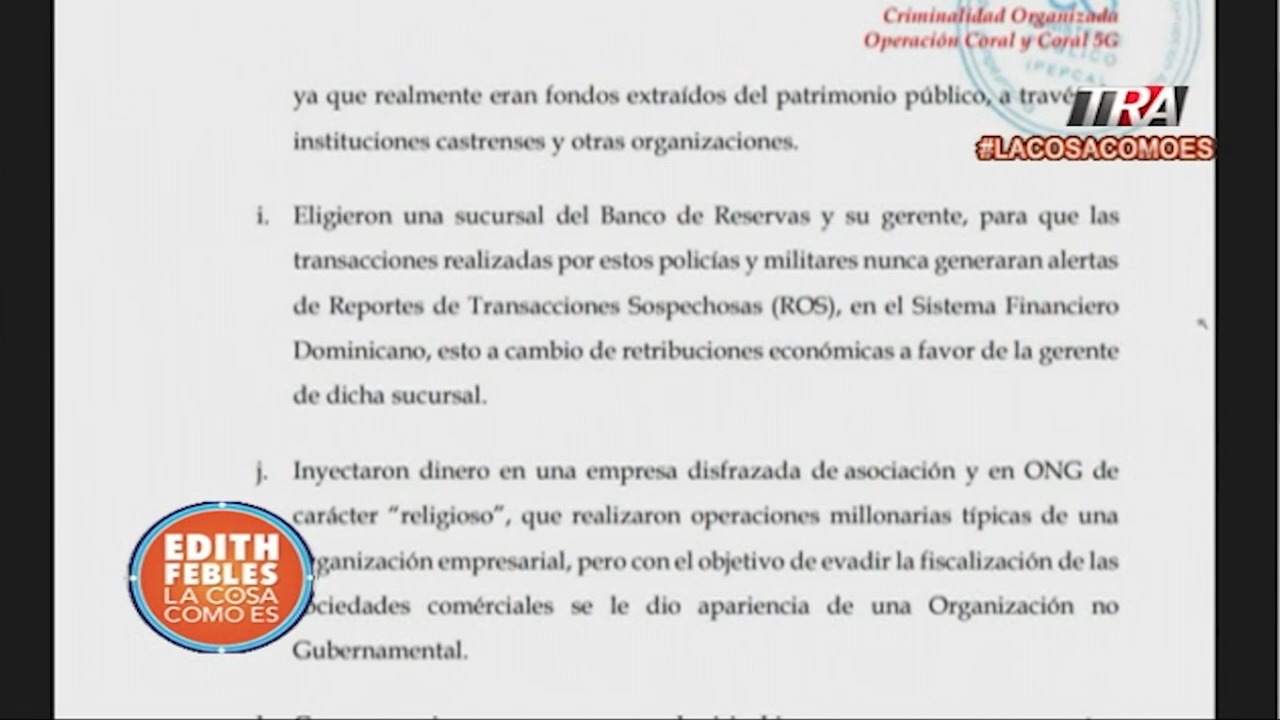 Criminalidad Organizada
Operación Coral y Coral 5G
PÚBLICO
(PEPCA)
TRA
#LACOSACOMOES
ya que realmente eran fondos extraídos del patrimonio público, a
instituciones castrenses y otras organizaciones.
i. Eligieron una sucursal del Banco de Reservas y su gerente, para que las
transacciones realizadas por estos policías y militares nunca generaran alertas
de Reportes de Transacciones Sospechosas (ROS), en el Sistema Financiero
Dominicano, esto a cambio de retribuciones económicas a favor de la gerente
de dicha sucursal.
j. Inyectaron dinero en una empresa disfrazada de asociación y en ONG de
carácter “religioso”, que realizaron operaciones millonarias típicas de una
ganización empresarial, pero con el objetivo de evadir la fiscalización de las
ociedades comérciales se le dio apariencia de una Organización no
Gubernamental.
EDITH
FEBLES
LA COSA
COMO ES